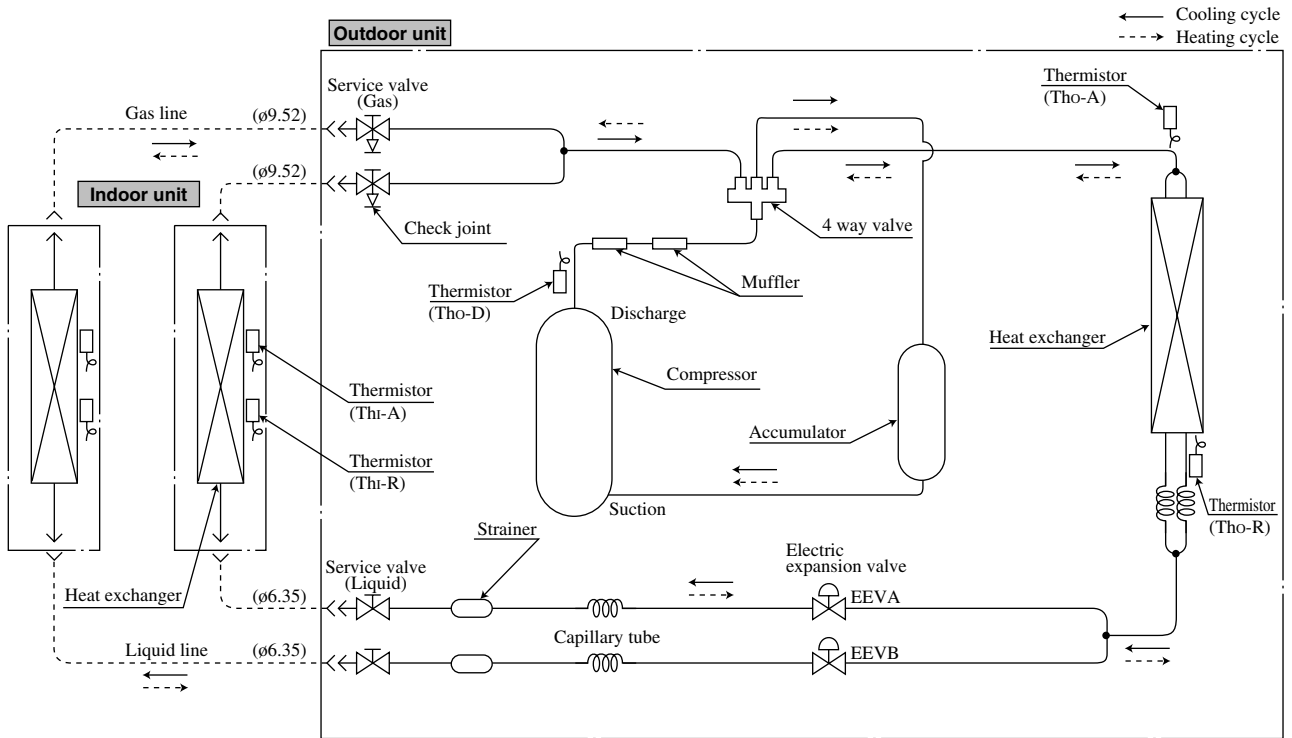 Cooling cycle
Heating cycle
Outdoor unit
Service valve
(Gas)
Thermistor
(Tho-A)
Gas line
(ø9.52)
(ø9.52)
Indoor unit
Check joint
4 way valve
Thermistor
(Tho-D)
Muffler
Discharge
Heat exchanger
Compressor
Thermistor
(ThI-A)
Accumulator
Thermistor
(ThI-R)
Suction
Thermistor
(Tho-R)
Strainer
Service valve
(Liquid)
Electric
expansion valve
Heat exchanger
(ø6.35)
EEVA
Liquid line
(ø6.35)
Capillary tube
EEVB